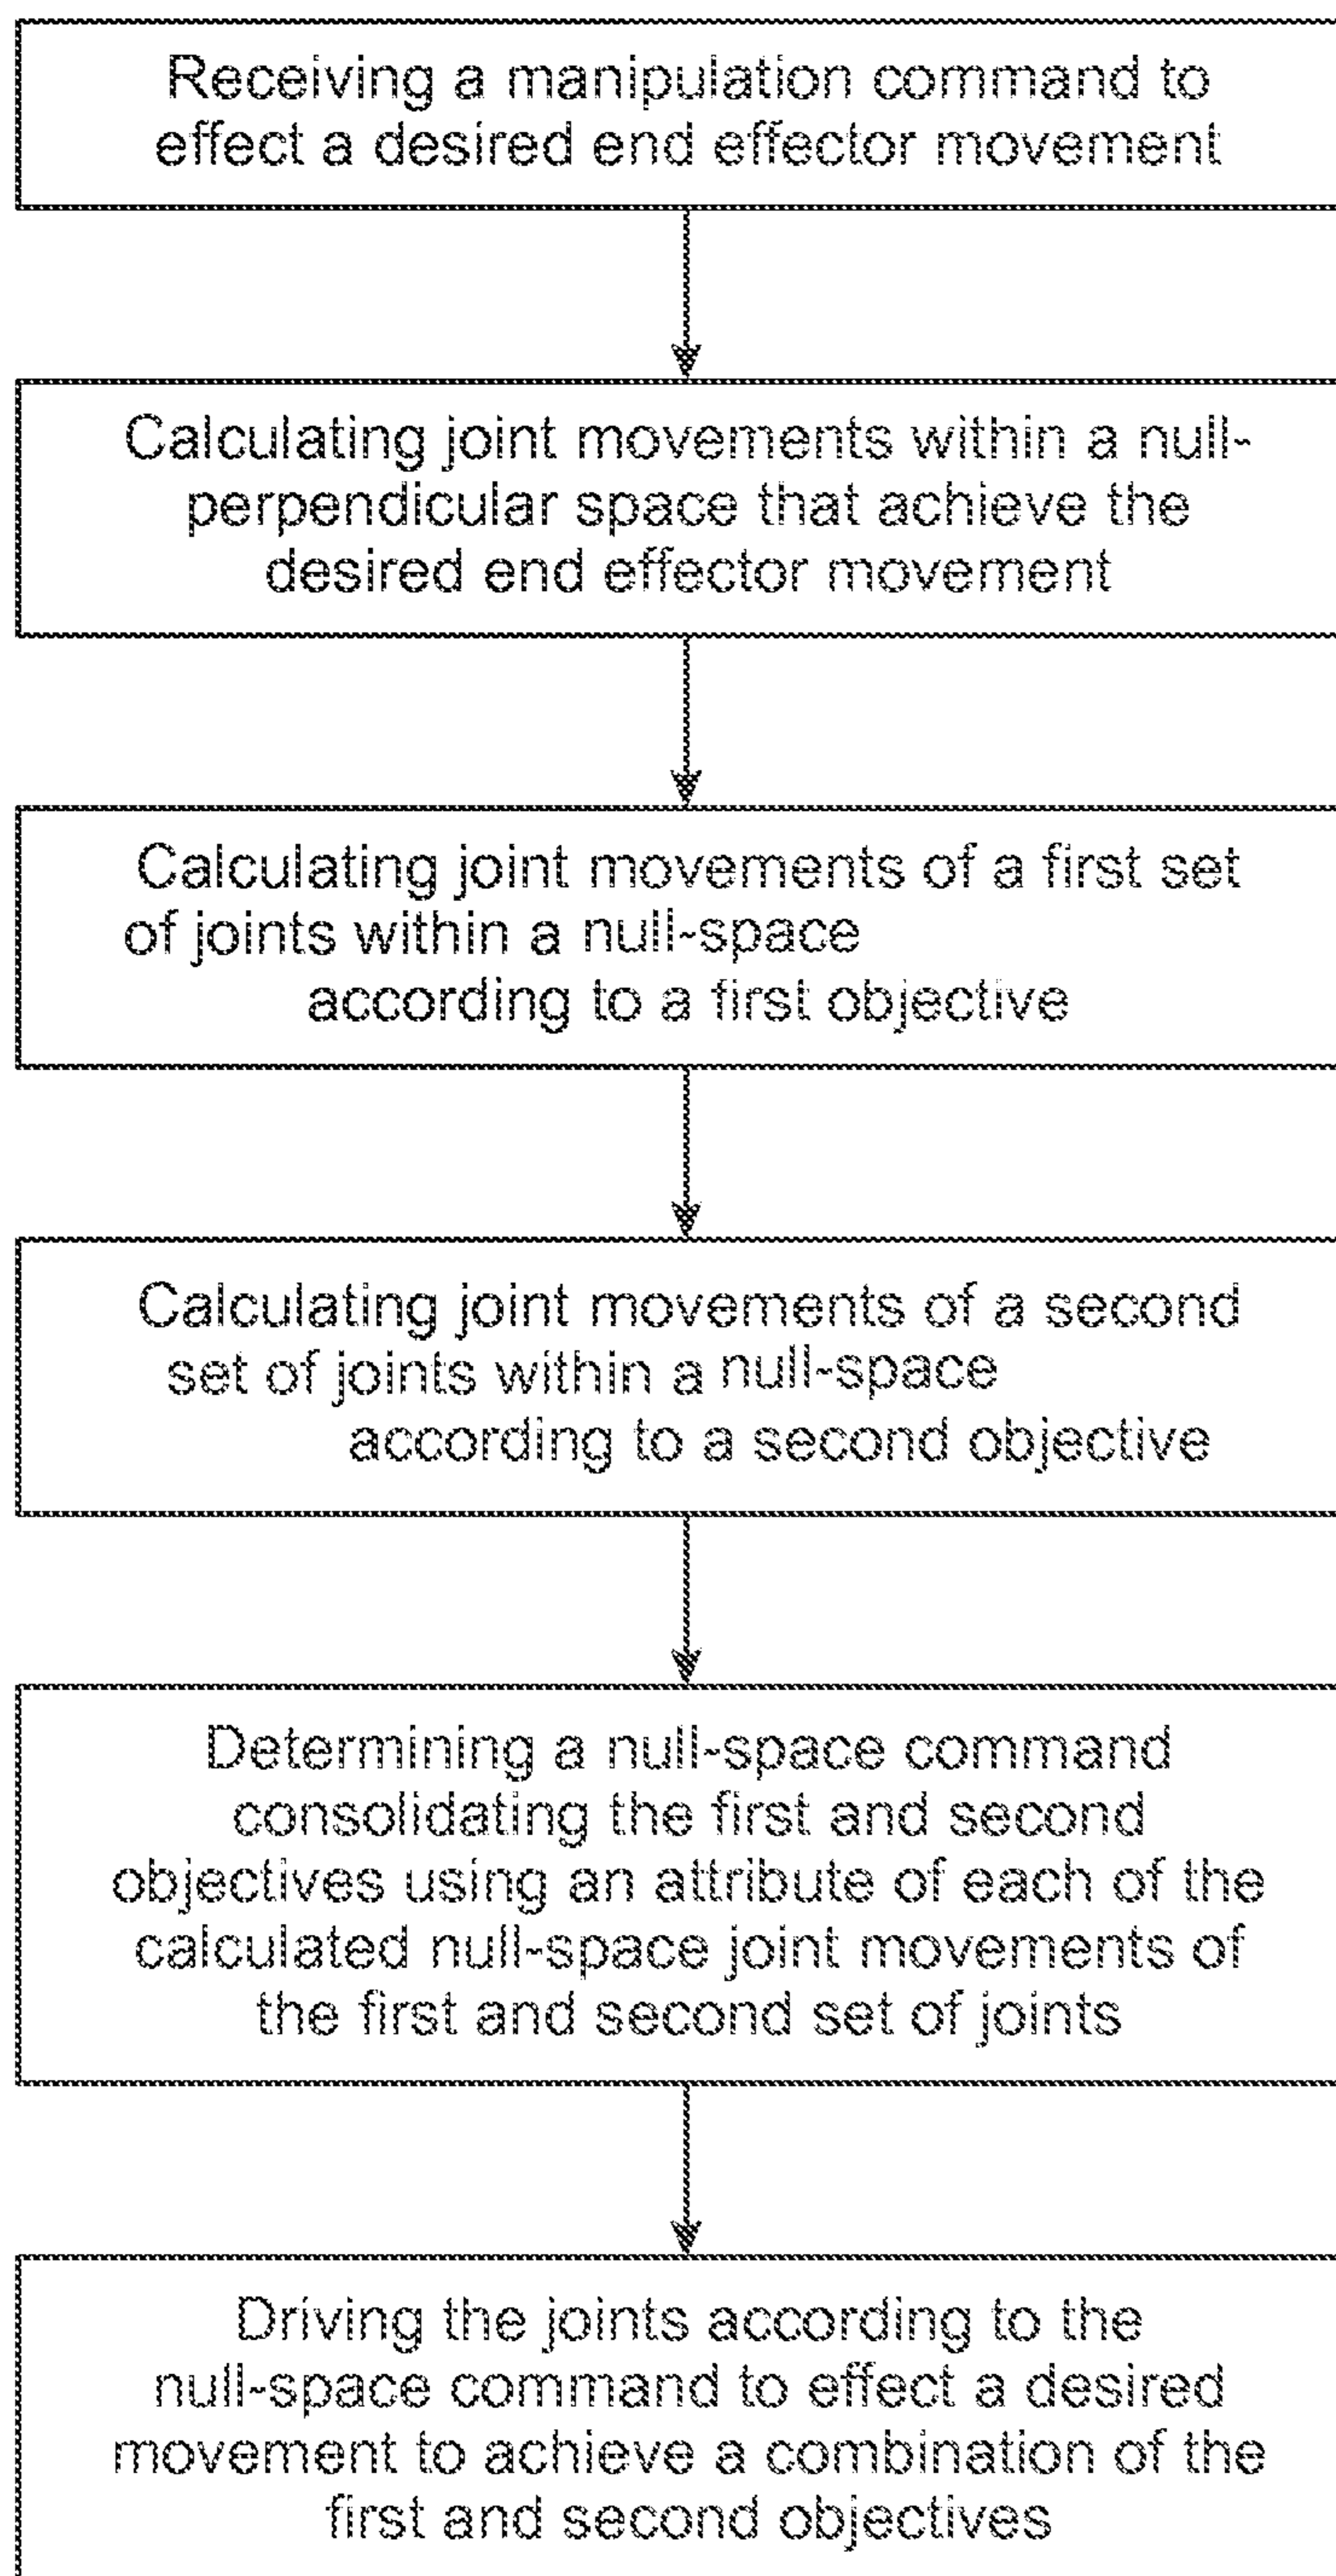 Receiving a manipulation command to
effect a desired end effector movement
Calculating joint movements within a null-
perpendicular space that achieve the
desired end effector movement
Calculating joint movements of a first set
of joints within a null-space
according to a first objective
Calculating joint movements of a second
set of joints within a null-space
according to a second objective
Determining a null-space command
consolidating the first and second
objectives using an attribute of each of the
calculated null-space joint movements of
the first and second set of joints
Driving the joints according to the
null-space command to effect a desired
movement to achieve a combination of the
first and second objectives